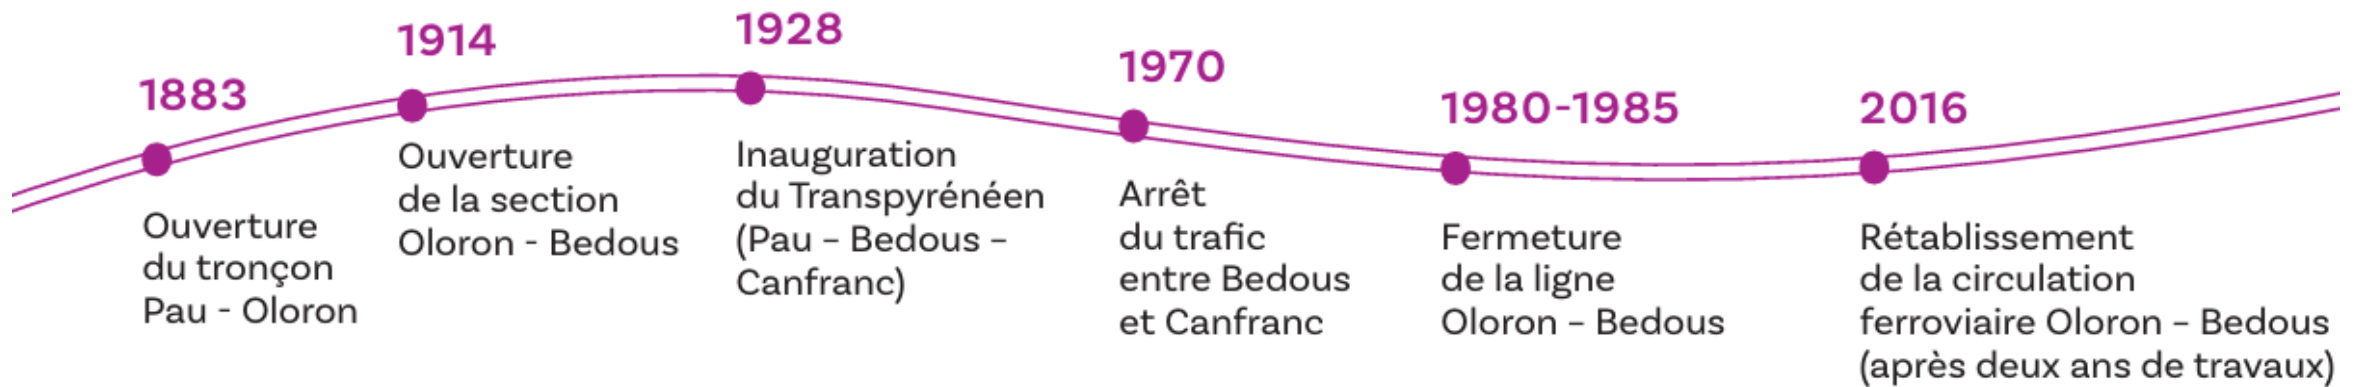 1883
Ouverture
du tronçon
Pau - Oloron
1914
Ouverture
de la section
Oloron - Bedous
1928
Inauguration
du Transpyrénéen
(Pau – Bedous –
Canfranc)
1970
Arrêt
du trafic
entre Bedous
et Canfranc
1980-1985
Fermeture
de la ligne
Oloron – Bedous
2016
Rétablissement
de la circulation
ferroviaire Oloron – Bedous
(après deux ans de travaux)